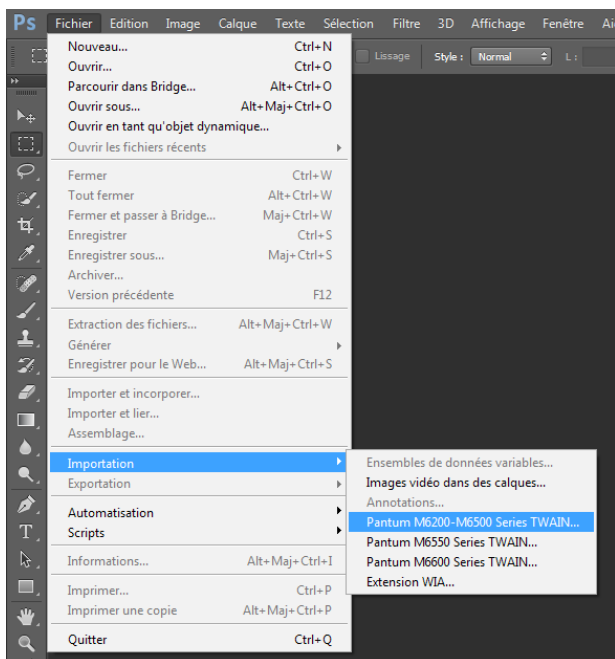 Ps Fichier Edition Image Calque Texte Sélection Filtre 3D Affichage Fenêtre Ai
Lissage Style : Normal L :
Nouveau... Ctrl+N
Ouvrir... Ctrl+O
Parcourir dans Bridge... Alt+Ctrl+O
Ouvrir sous... Alt+Maj+Ctrl+O
Ouvrir en tant qu'objet dynamique...
Ouvrir les fichiers récents
Fermer Ctrl+W
Tout fermer Alt+Ctrl+W
Fermer et passer à Bridge... Maj+Ctrl+W
Enregistrer Ctrl+S
Enregistrer sous... Maj+Ctrl+S
Archiver...
Version précédente F12
Extraction des fichiers... Alt+Maj+Ctrl+W
Générer
Enregistrer pour le Web... Alt+Maj+Ctrl+S
Importer et incorporer...
Importer et lier...
Assemblage...
Importation
Exportation
Automatisation
Scripts
Informations... Alt+Maj+Ctrl+I
Imprimer... Ctrl+P
Imprimer une copie Alt+Maj+Ctrl+P
Quitter Ctrl+Q
Ensembles de données variables...
Images vidéo dans des calques...
Annotations...
Pantum M6200-M6500 Series TWAIN...
Pantum M6550 Series TWAIN...
Pantum M6600 Series TWAIN...
Extension WIA...